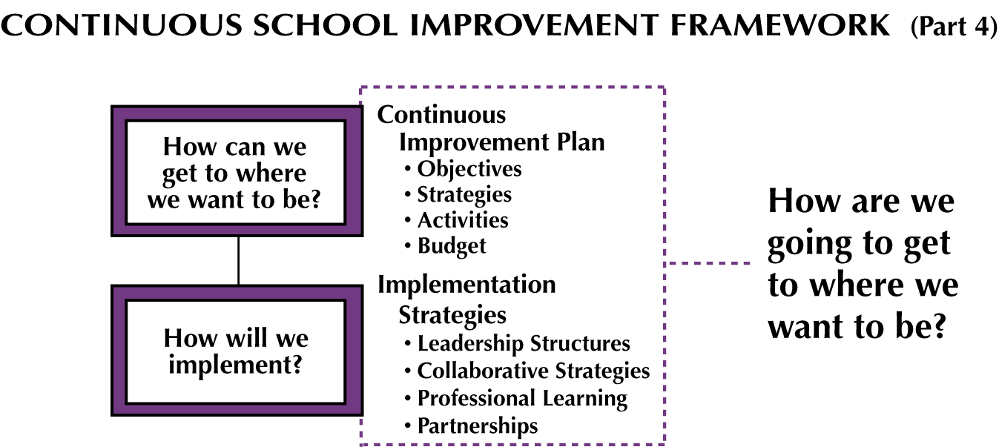 CONTINUOUS SCHOOL IMPROVEMENT FRAMEWORK (Part 4)
How can we
get to where
we want to be?
Continuous
Improvement Plan
• Objectives
• Strategies
• Activities
• Budget
How will we
implement?
Implementation
Strategies
• Leadership Structures
• Collaborative Strategies
• Professional Learning
• Partnerships
How are we
going to get
to where we
want to be?